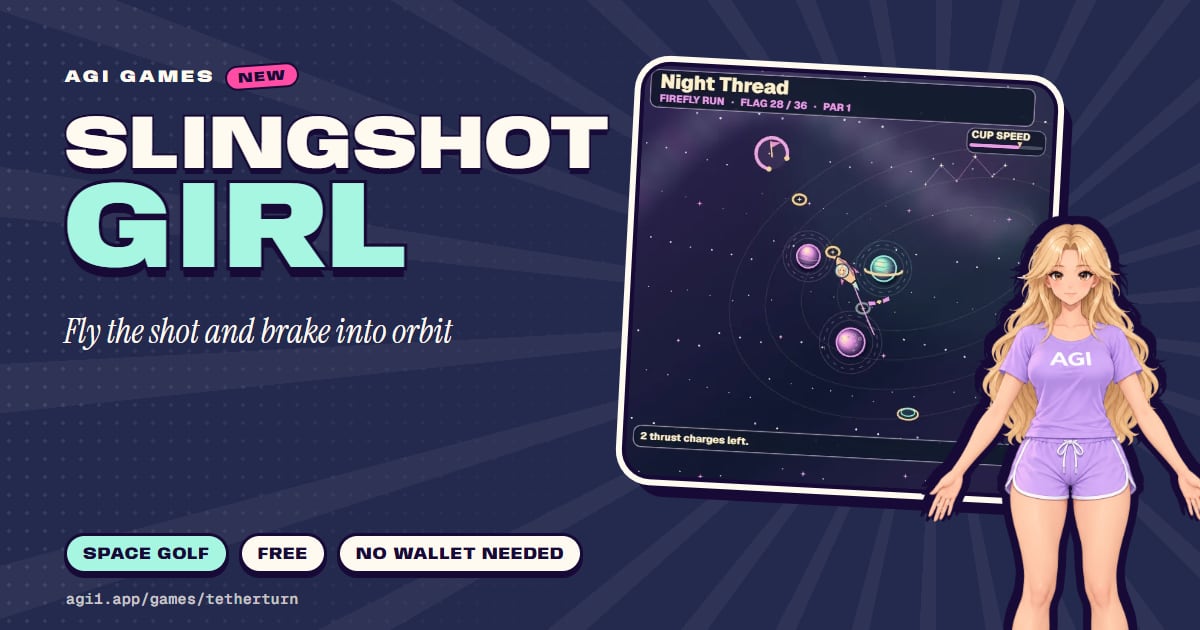 AGI GAMES NEW
SLINGSHOT
GIRL
Fly the shot and brake into orbit
SPACE GOLF FREE NO WALLET NEEDED
agi1.app/games/tetherturn
Night Thread
FIREFLY RUN · FLAG 28 / 36 · PAR 1
CUP SPEED
2 thrust charges left.
AGI